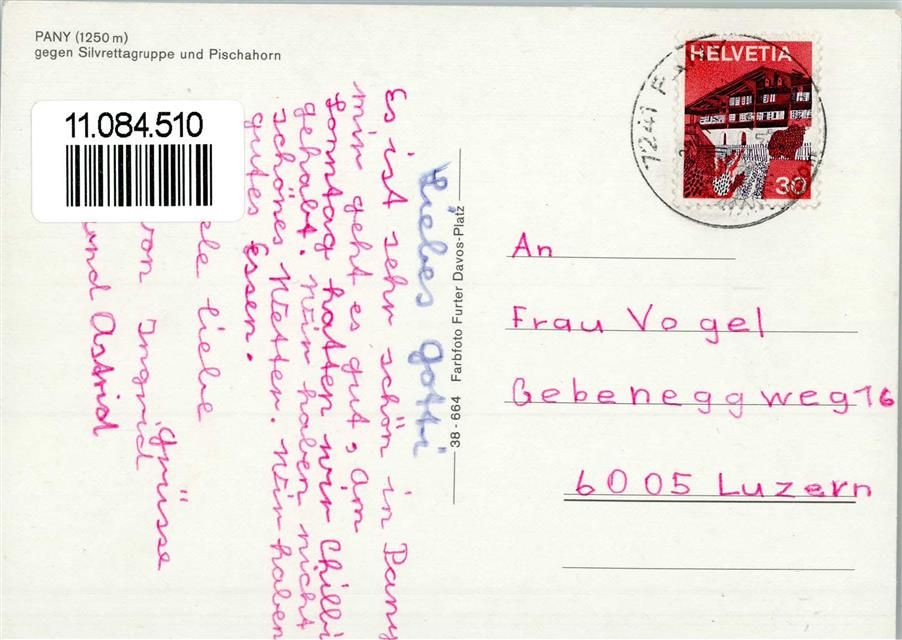 PANY (1250 m)
gegen Silvrettagruppe und Pischahorn
11.084.510
Liebes gotti
Es ist sehr schön in Pany
mir geht es gut, am
Sonntag hatten wir Chilbi
gehabt. Wir haben nicht
schönes Wetter. Wir haben
gutes Essen.
liebe
Grüsse
von Ingrid
und Astrid
38 - 664 Farbfoto Furter Davos-Platz
7241 PANY
HELVETIA
30
An
Frau Vogel
Gebeneggweg 16
6005 Luzern